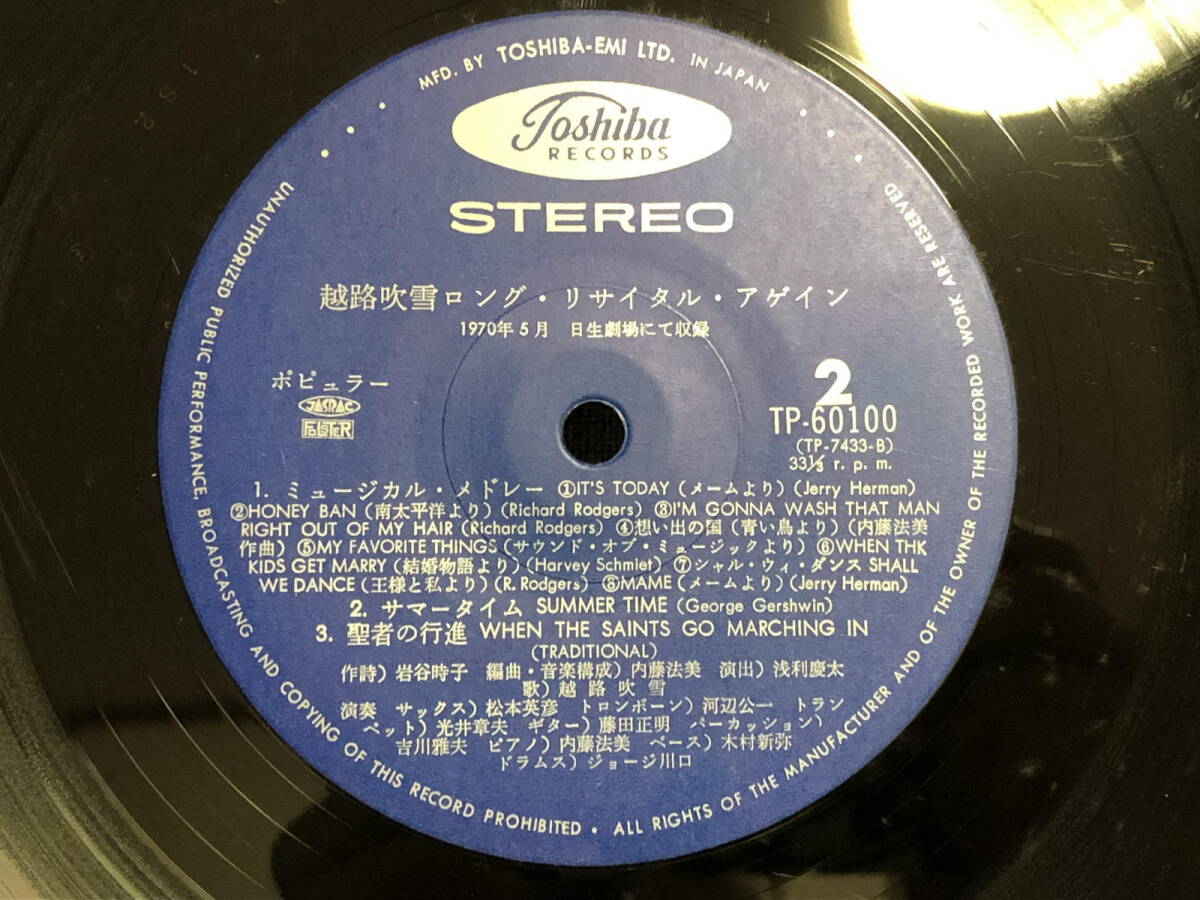 MFD. BY TOSHIBA-EMI LTD. IN JAPAN
Toshiba
RECORDS
STEREO
越路吹雪ロング・リサイタル・アゲイン
1970年5月 日生劇場にて収録
ポピュラー
JASRAC
FOLSTER
2
TP-60100
(TP-7433-B)
33⅓ r. p. m.
1. ミュージカル・メドレー ①IT'S TODAY (メームより) (Jerry Herman)
②HONEY BAN (南太平洋より) (Richard Rodgers) ③I'M GONNA WASH THAT MAN
RIGHT OUT OF MY HAIR (Richard Rodgers) ④想い出の国 (青い鳥より) (内藤法美
作曲) ⑤MY FAVORITE THINGS (サウンド・オブ・ミュージックより) ⑥WHEN THK
KIDS GET MARRY (結婚物語より) (Harvey Schmiet) ⑦シャル・ウィ・ダンス SHALL
WE DANCE (王様と私より) (R. Rodgers) ⑧MAME (メームより) (Jerry Herman)
2. サマータイム SUMMER TIME (George Gershwin)
3. 聖者の行進 WHEN THE SAINTS GO MARCHING IN
(TRADITIONAL)
作詩) 岩谷時子 編曲・音楽構成) 内藤法美 演出) 浅利慶太
歌) 越路吹雪
演奏 サックス) 松本英彦 トロンボーン) 河辺公一 トラン
ペット) 光井章夫 ギター) 藤田正明 パーカッション)
吉川雅夫 ピアノ) 内藤法美 ベース) 木村新弥
ドラムス) ジョージ川口
UNAUTHORIZED PUBLIC PERFORMANCE, BROADCASTING AND COPYING OF THIS RECORD PROHIBITED • ALL RIGHTS OF THE MANUFACTURER AND OF THE OWNER OF THE RECORDED WORK ARE RESERVED